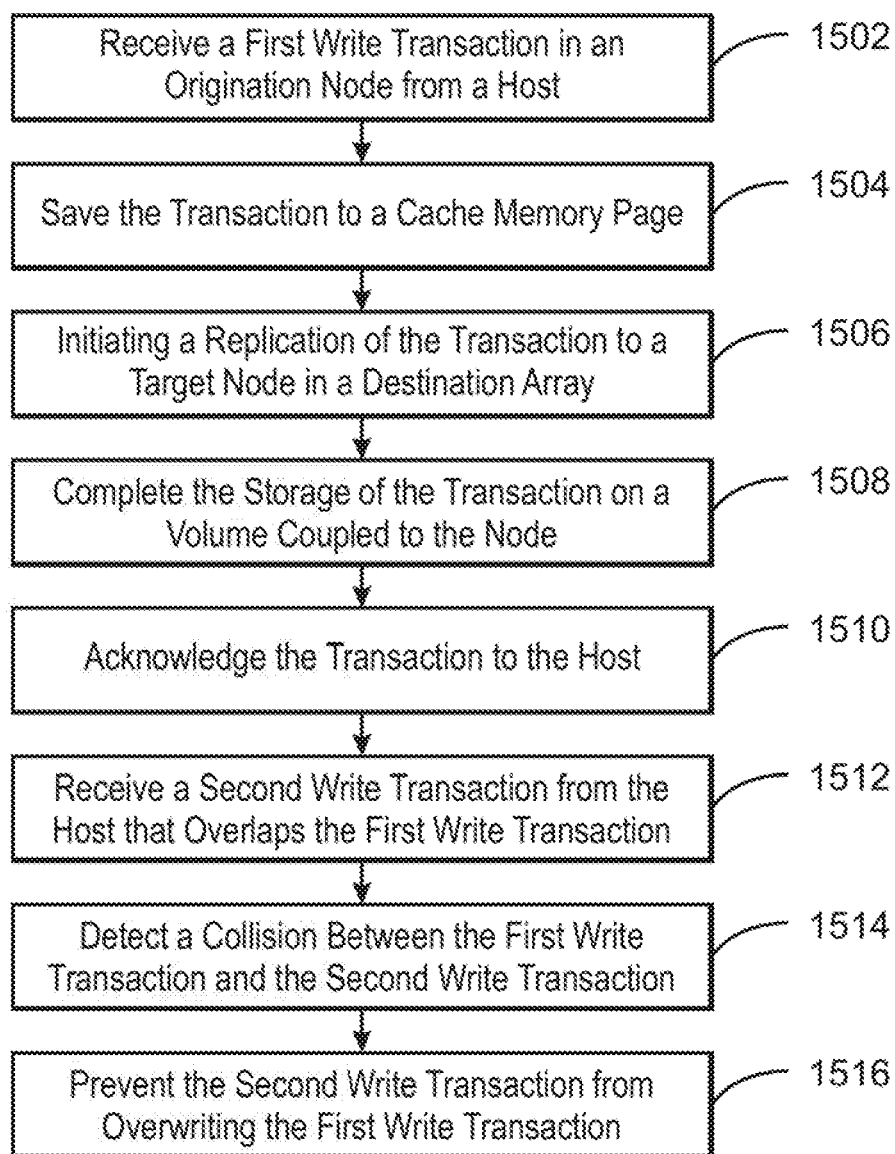 Receive a First Write Transaction in an
Origination Node from a Host
1502
Save the Transaction to a Cache Memory Page
1504
Initiating a Replication of the Transaction to a
Target Node in a Destination Array
1506
Complete the Storage of the Transaction on a
Volume Coupled to the Node
1508
Acknowledge the Transaction to the Host
1510
Receive a Second Write Transaction from the
Host that Overlaps the First Write Transaction
1512
Detect a Collision Between the First Write
Transaction and the Second Write Transaction
1514
Prevent the Second Write Transaction from
Overwriting the First Write Transaction
1516